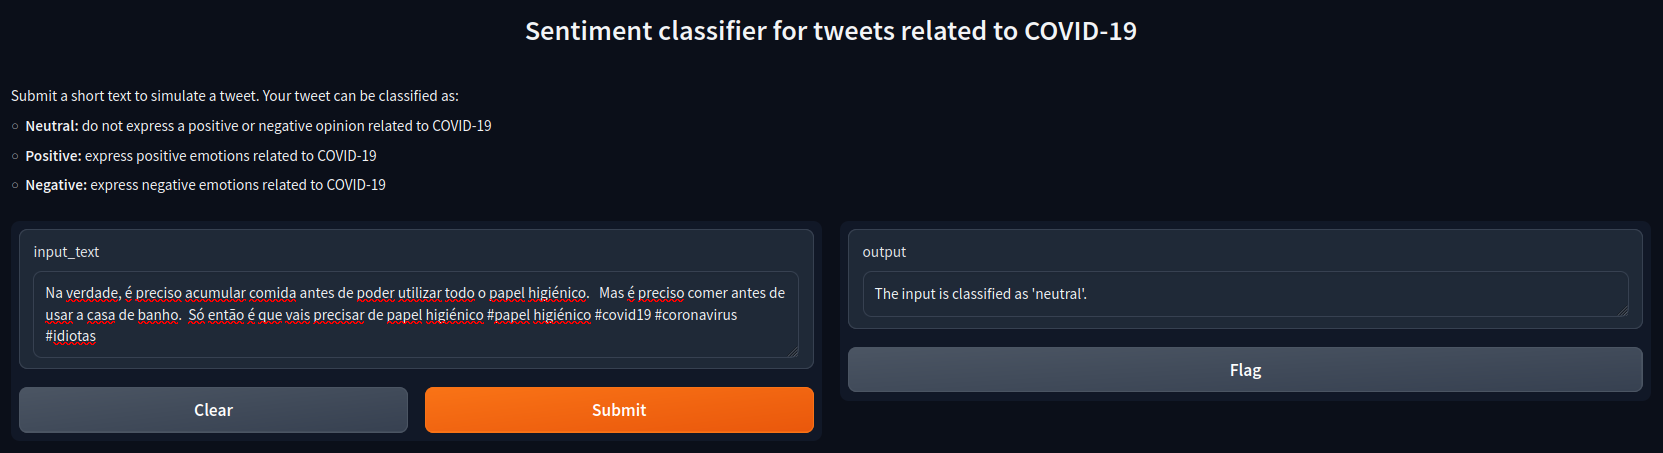 Sentiment classifier for tweets related to COVID-19
Submit a short text to simulate a tweet. Your tweet can be classified as:
○ Neutral: do not express a positive or negative opinion related to COVID-19
○ Positive: express positive emotions related to COVID-19
○ Negative: express negative emotions related to COVID-19
input_text
Na verdade, é preciso acumular comida antes de poder utilizar todo o papel higiénico.   Mas é preciso comer antes de
usar a casa de banho.  Só então é que vais precisar de papel higiénico #papel higiénico #covid19 #coronavirus
#idiotas
Clear
Submit
output
The input is classified as 'neutral'.
Flag